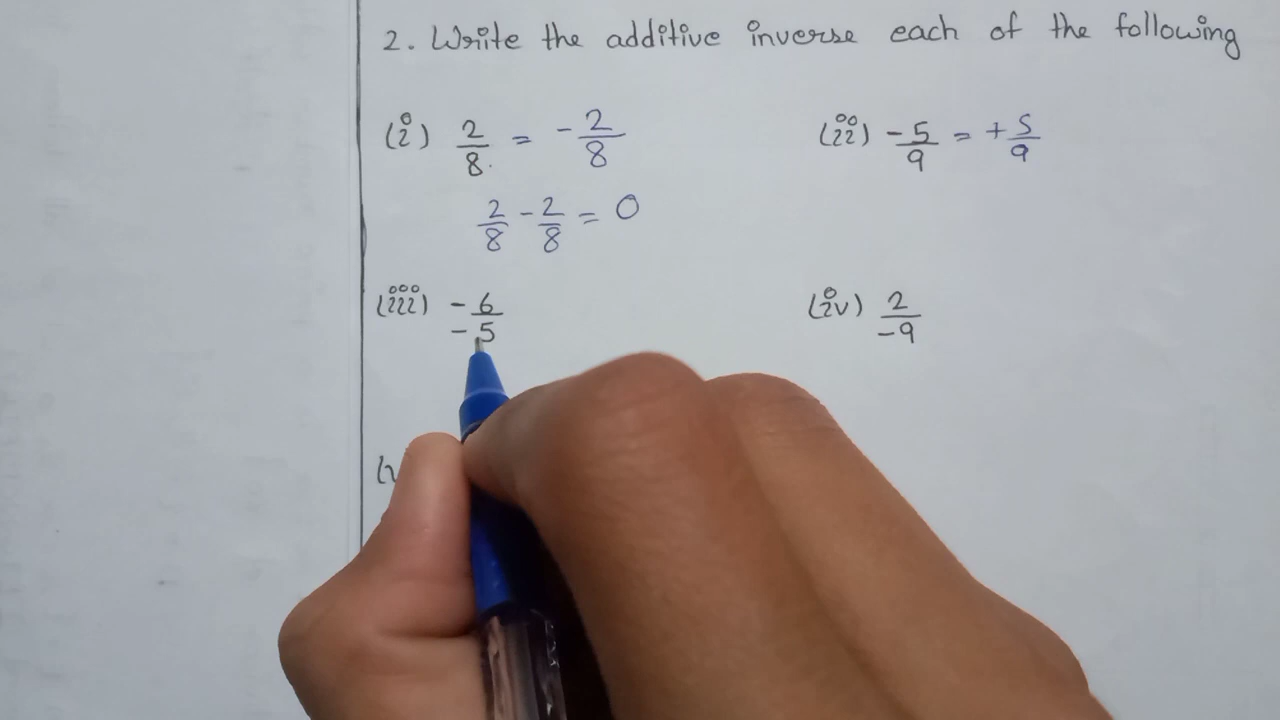 2. Write the additive inverse each of the following
(i) 2/8 = -2/8 (ii) -5/9 = +5/9
2/8 - 2/8 = 0
(iii) -6/-5 (iv) 2/-9